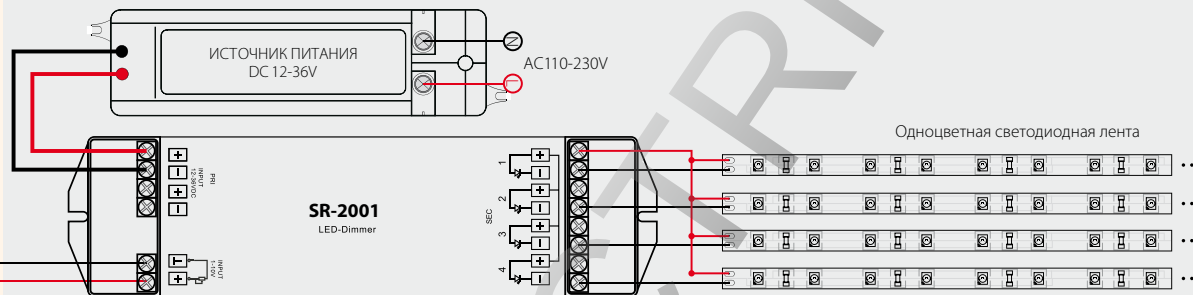 ИСТОЧНИК ПИТАНИЯ
DC 12-36V
N
AC110-230V
L
Одноцветная светодиодная лента
+
−
+
−
PRI
INPUT
12-36VDC
SR-2001
LED-Dimmer
SEC
1
+
−
2
+
−
3
+
−
4
+
−
−
+
INPUT
1-10V
STRI